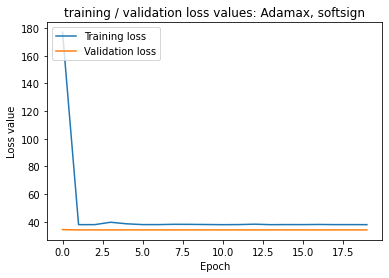 training / validation loss values: Adamax, softsign
Training loss
Validation loss
Loss value
180
160
140
120
100
80
60
40
0.0 2.5 5.0 7.5 10.0 12.5 15.0 17.5
Epoch